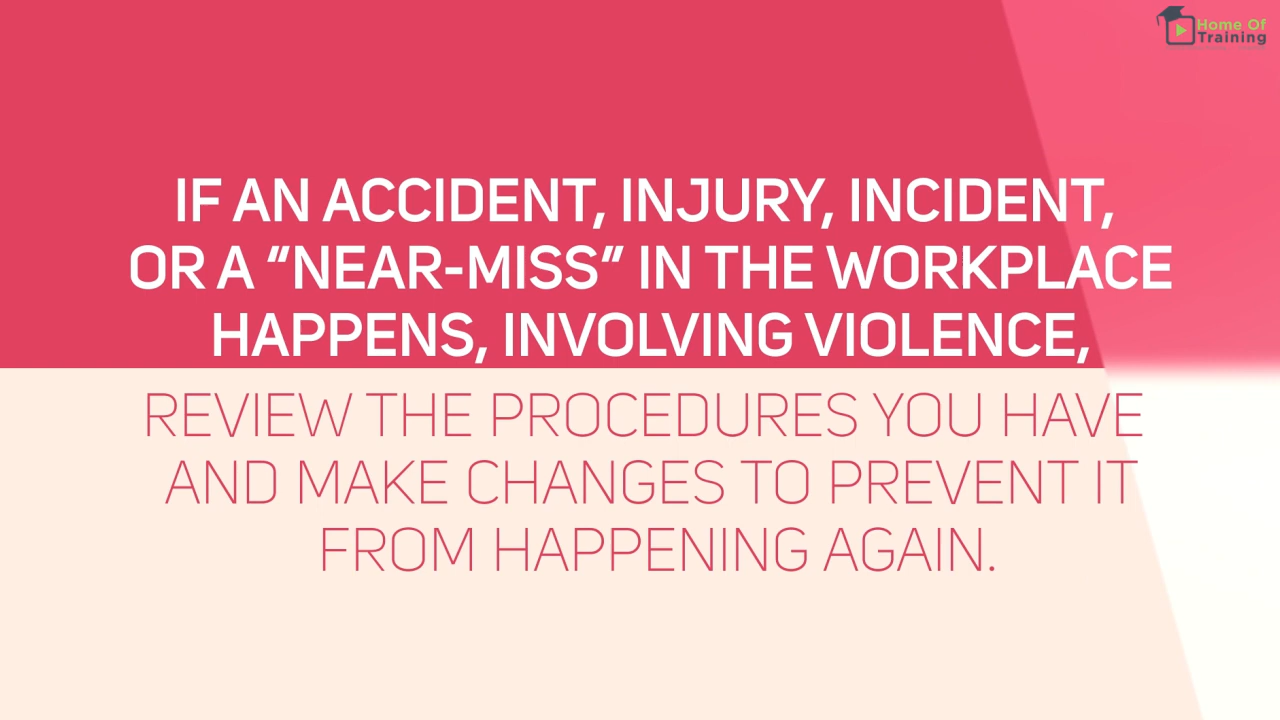 Home Of
Training
IF AN ACCIDENT, INJURY, INCIDENT,
OR A “NEAR-MISS” IN THE WORKPLACE
HAPPENS, INVOLVING VIOLENCE,
REVIEW THE PROCEDURES YOU HAVE
AND MAKE CHANGES TO PREVENT IT
FROM HAPPENING AGAIN.